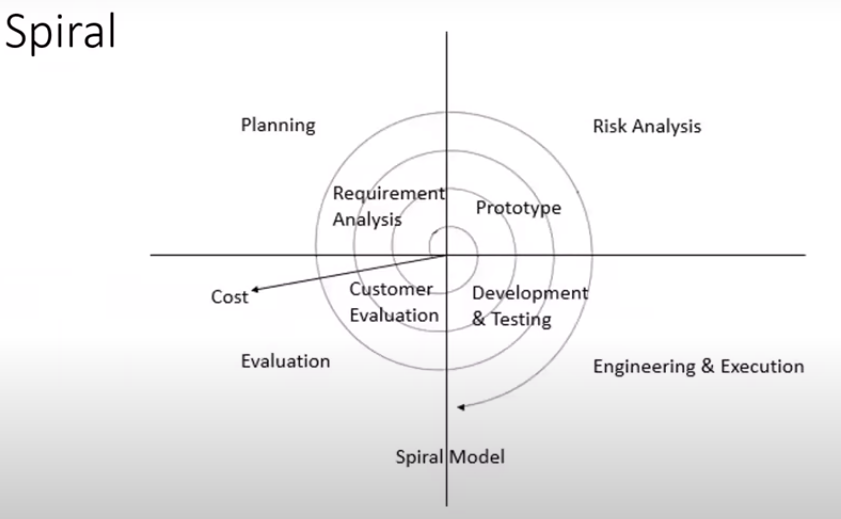 Spiral
Planning
Risk Analysis
Requirement
Analysis
Prototype
Cost
Customer
Evaluation
Development
& Testing
Evaluation
Engineering & Execution
Spiral Model